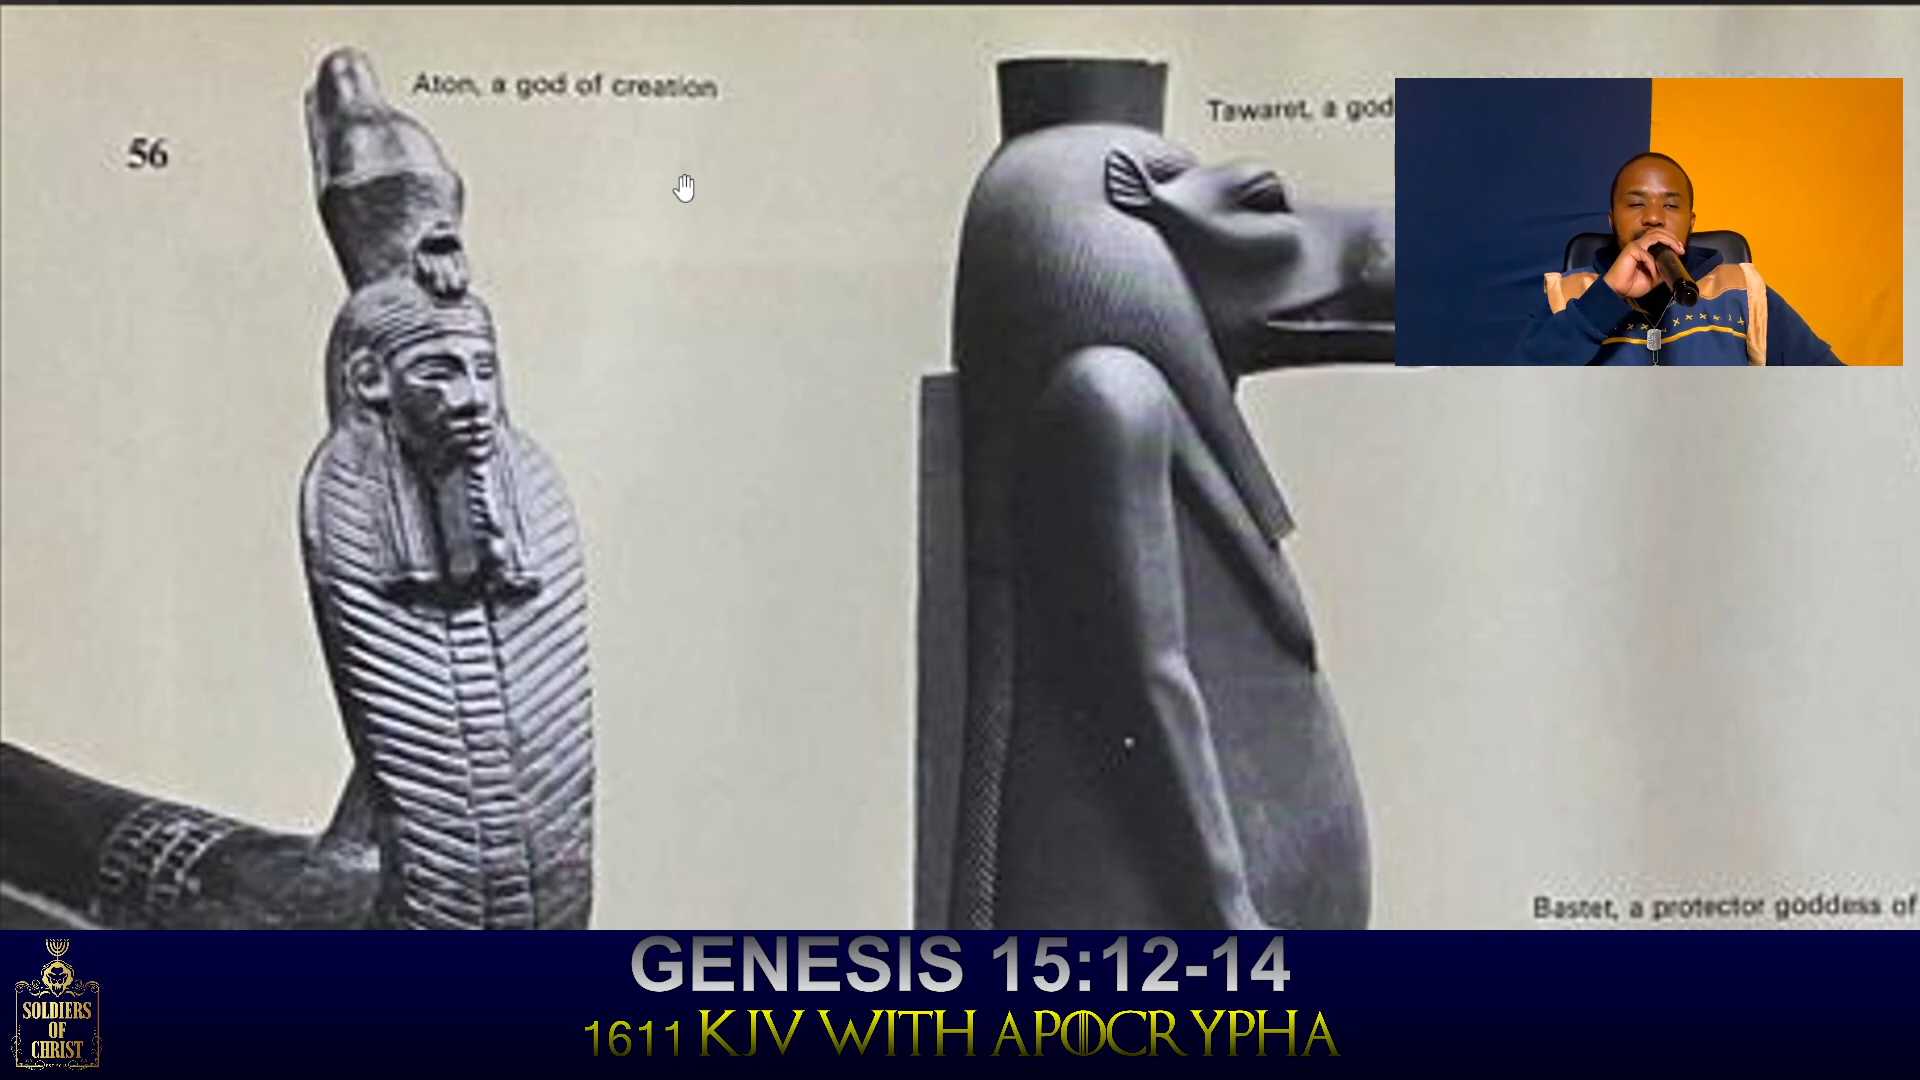 Aton, a god of creation
Tawaret, a god
56
Bastet, a protector goddess of
GENESIS 15:12-14
1611 KJV WITH APOCRYPHA
SOLDIERS
OF
CHRIST